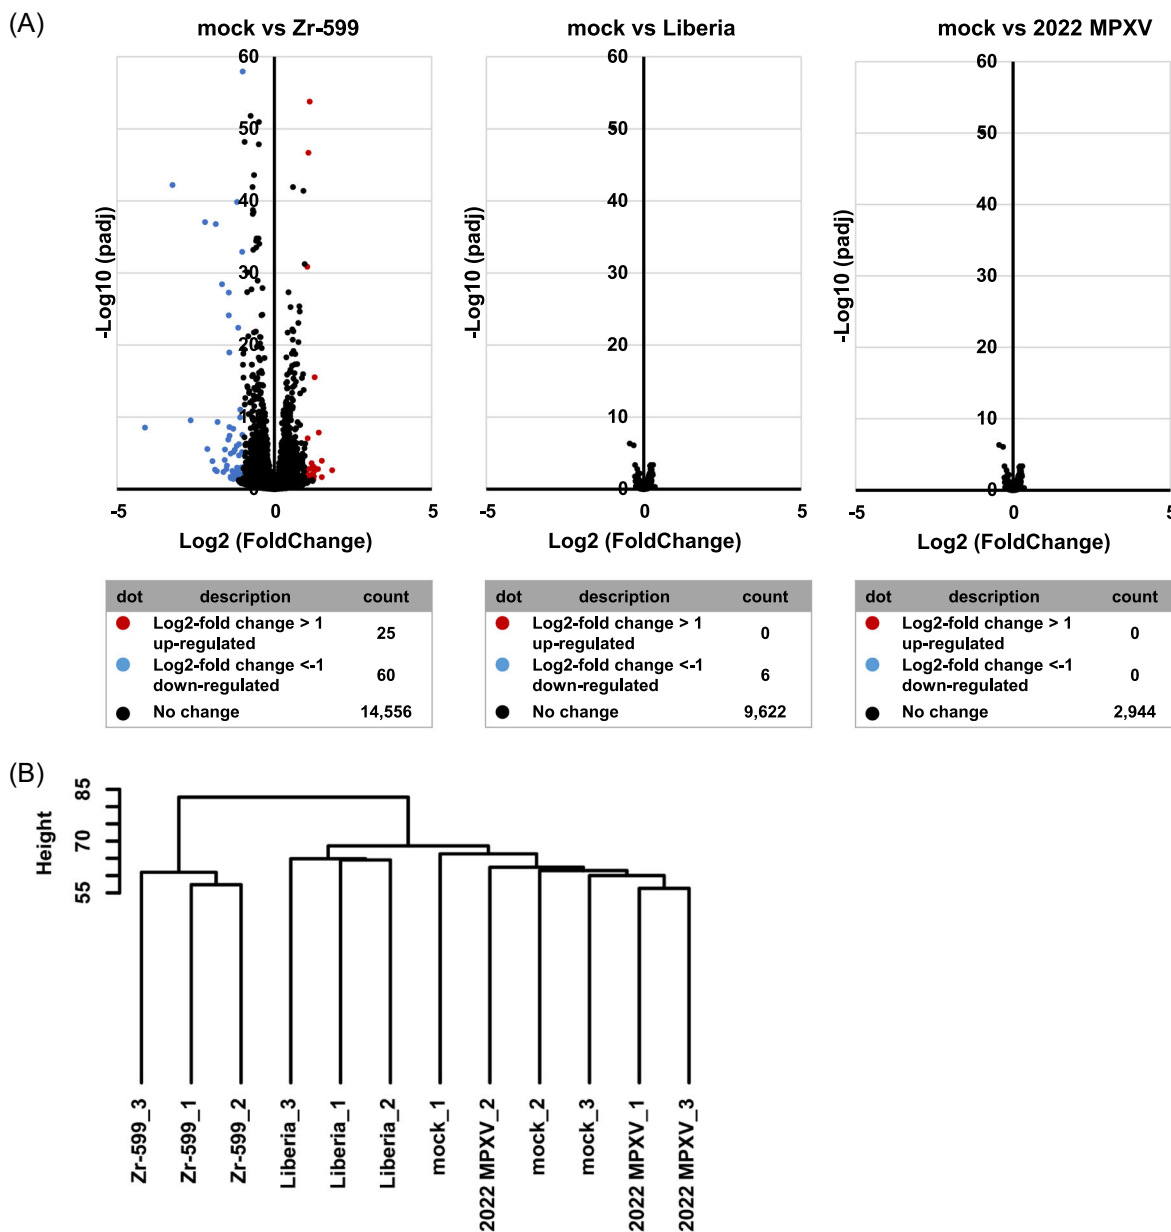 (A)
mock vs Zr-599
mock vs Liberia
mock vs 2022 MPXV
60
50
40
30
20
10
0
-5
0
5
-Log10 (padj)
Log2 (FoldChange)
60
50
40
30
20
10
0
-5
0
5
-Log10 (padj)
Log2 (FoldChange)
60
50
40
30
20
10
0
-5
0
5
-Log10 (padj)
Log2 (FoldChange)
dot description count
Log2-fold change > 1
up-regulated 25
Log2-fold change <-1
down-regulated 60
No change 14,556
dot description count
Log2-fold change > 1
up-regulated 0
Log2-fold change <-1
down-regulated 6
No change 9,622
dot description count
Log2-fold change > 1
up-regulated 0
Log2-fold change <-1
down-regulated 0
No change 2,944
(B)
Height
85
70
55
Zr-599_3
Zr-599_1
Zr-599_2
Liberia_3
Liberia_1
Liberia_2
mock_1
2022 MPXV_2
mock_2
mock_3
2022 MPXV_1
2022 MPXV_3